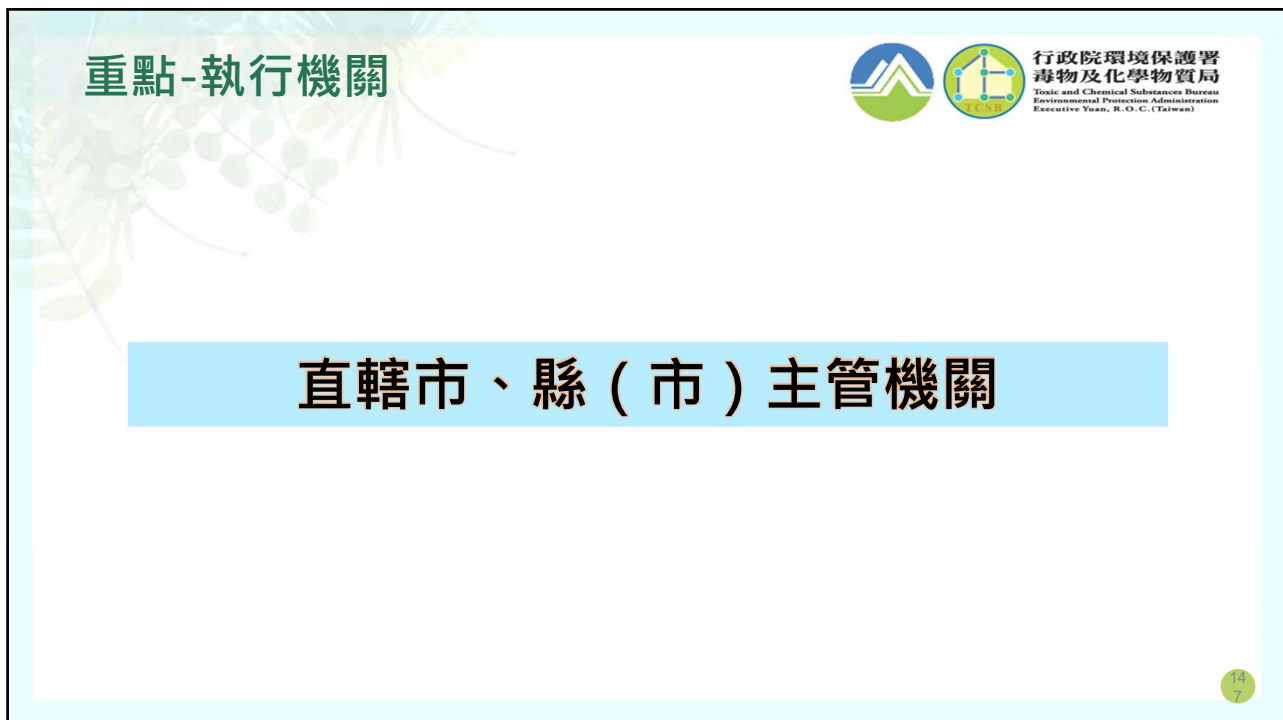 重點-執行機關
行政院環境保護署
毒物及化學物質局
Toxic and Chemical Substances Bureau
Environmental Protection Administration
Executive Yuan, R.O.C.(Taiwan)
TCSB
直轄市、縣（市）主管機關
14
7